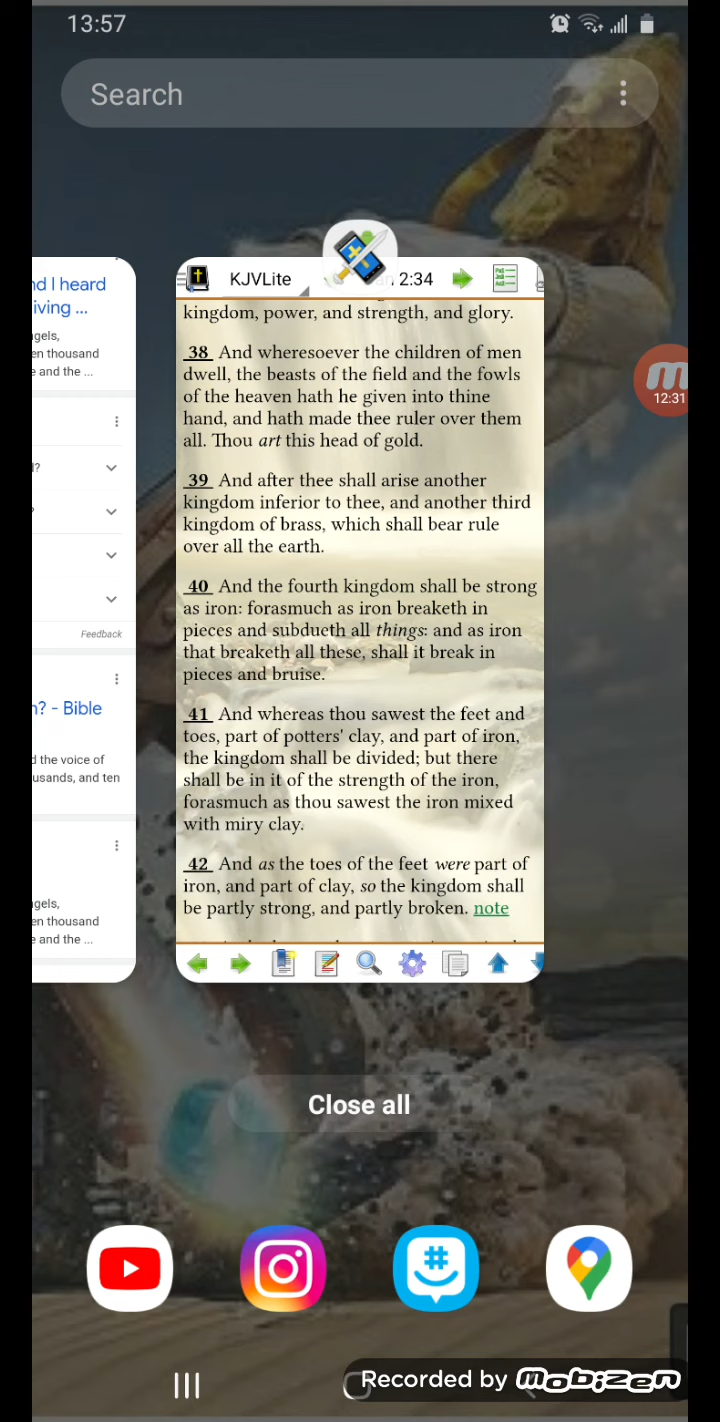 13:57
Search
nd I heard
iving ...
ngels,
en thousand
e and the ...
Feedback
n? - Bible
d the voice of
usands, and ten
ngels,
en thousand
e and the ...
KJVLite
2:34
kingdom, power, and strength, and glory.
38 And wheresoever the children of men
dwell, the beasts of the field and the fowls
of the heaven hath he given into thine
hand, and hath made thee ruler over them
all. Thou art this head of gold.
39 And after thee shall arise another
kingdom inferior to thee, and another third
kingdom of brass, which shall bear rule
over all the earth.
40 And the fourth kingdom shall be strong
as iron: forasmuch as iron breaketh in
pieces and subdueth all things: and as iron
that breaketh all these, shall it break in
pieces and bruise.
41 And whereas thou sawest the feet and
toes, part of potters' clay, and part of iron,
the kingdom shall be divided; but there
shall be in it of the strength of the iron,
forasmuch as thou sawest the iron mixed
with miry clay.
42 And as the toes of the feet were part of
iron, and part of clay, so the kingdom shall
be partly strong, and partly broken. note
12:31
Close all
Recorded by mobizen